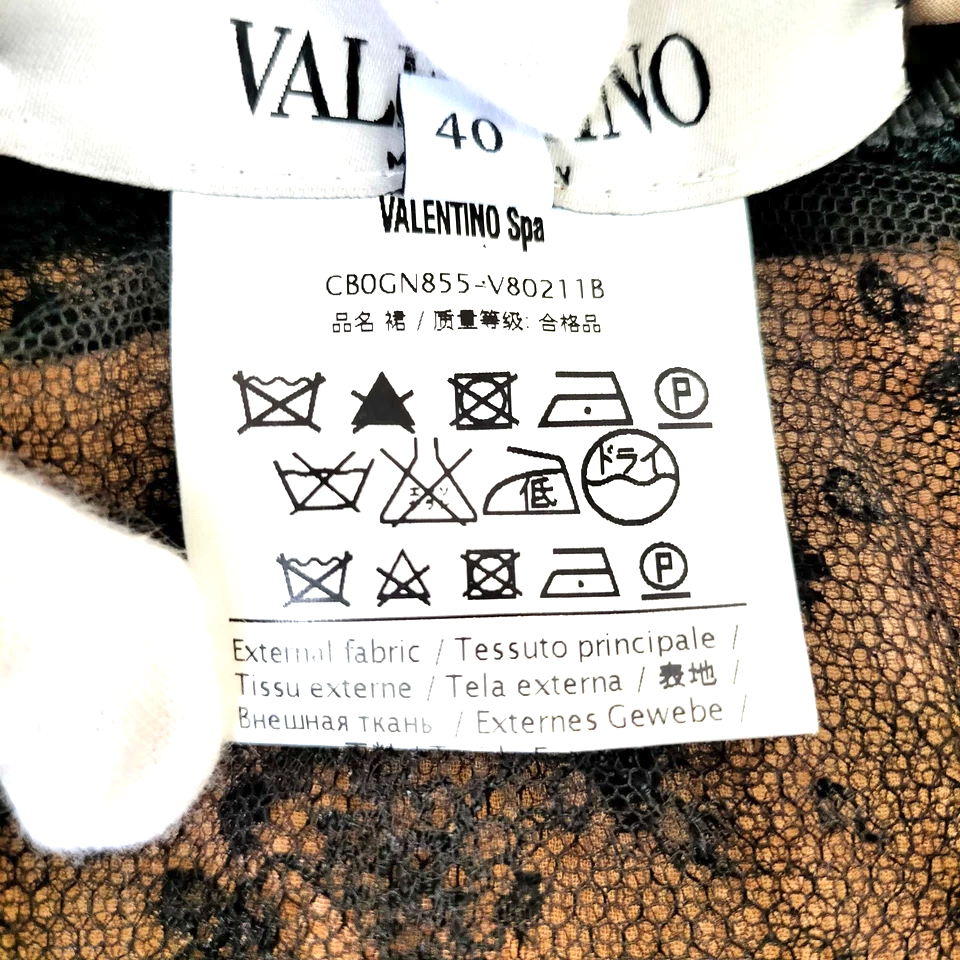 VALENTINO
40
VALENTINO Spa
CB0GN855-V80211B
品名 裙 / 质量等级: 合格品
P
低 ドライ
P
External fabric / Tessuto principale /
Tissu externe / Tela externa / 表地 /
Внешная ткань / Externes Gewebe /